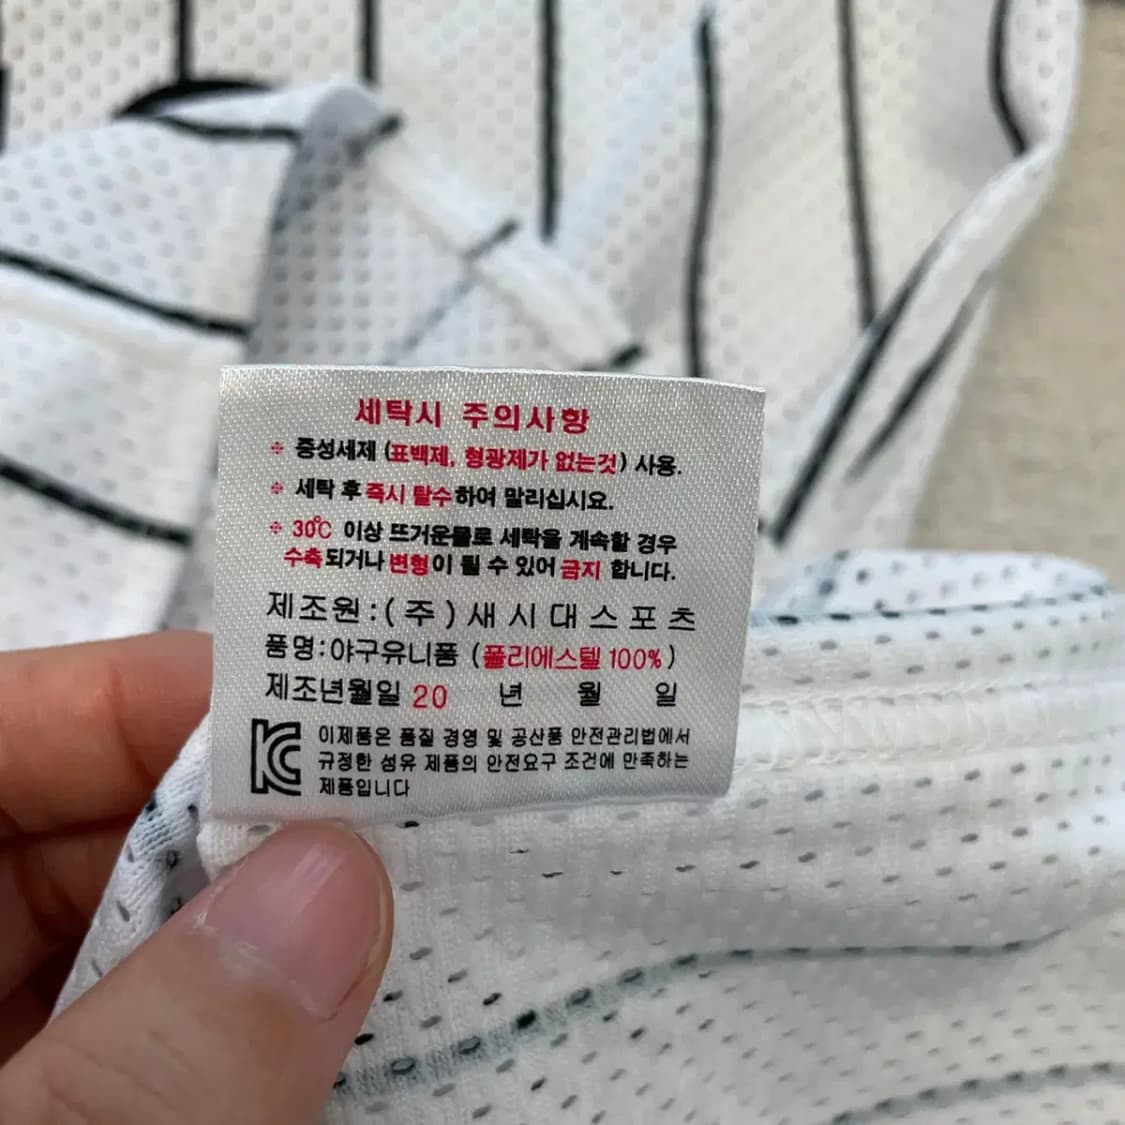 세탁시 주의사항
※ 중성세제 (표백제, 형광제가 없는것) 사용.
※ 세탁 후 즉시 탈수하여 말리십시요.
※ 30℃ 이상 뜨거운물로 세탁을 계속할 경우
수축되거나 변형이 될 수 있어 금지 합니다.
제조원:(주)새시대스포츠
품명:야구유니폼 (폴리에스텔 100%)
제조년월일 20 년 월 일
KC 이제품은 품질 경영 및 공산품 안전관리법에서
규정한 섬유 제품의 안전요구 조건에 만족하는
제품입니다